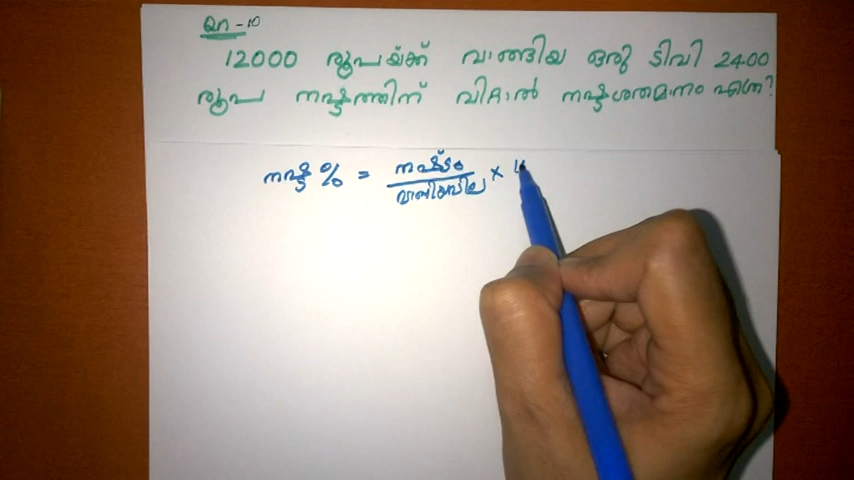 Qn - 10
12000 രൂപയ്ക്ക് വാങ്ങിയ ഒരു ടിവി 2400
രൂപ നഷ്ടത്തിന് വിറ്റാൽ നഷ്ടശതമാനം എത്ര?
നഷ്ട % = നഷ്ടം / വാങ്ങിയവില ×